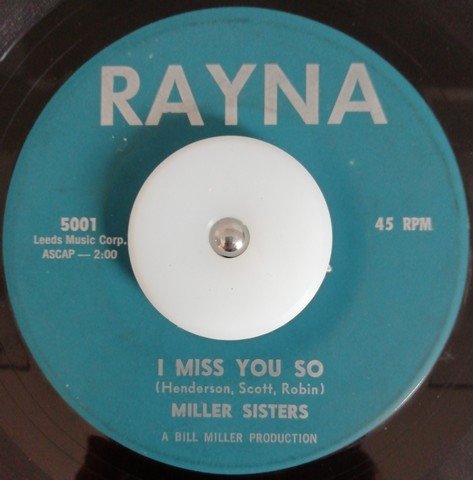 RAYNA
5001
Leeds Music Corp.
ASCAP — 2:00
45 RPM
I MISS YOU SO
(Henderson, Scott, Robin)
MILLER SISTERS
A BILL MILLER PRODUCTION